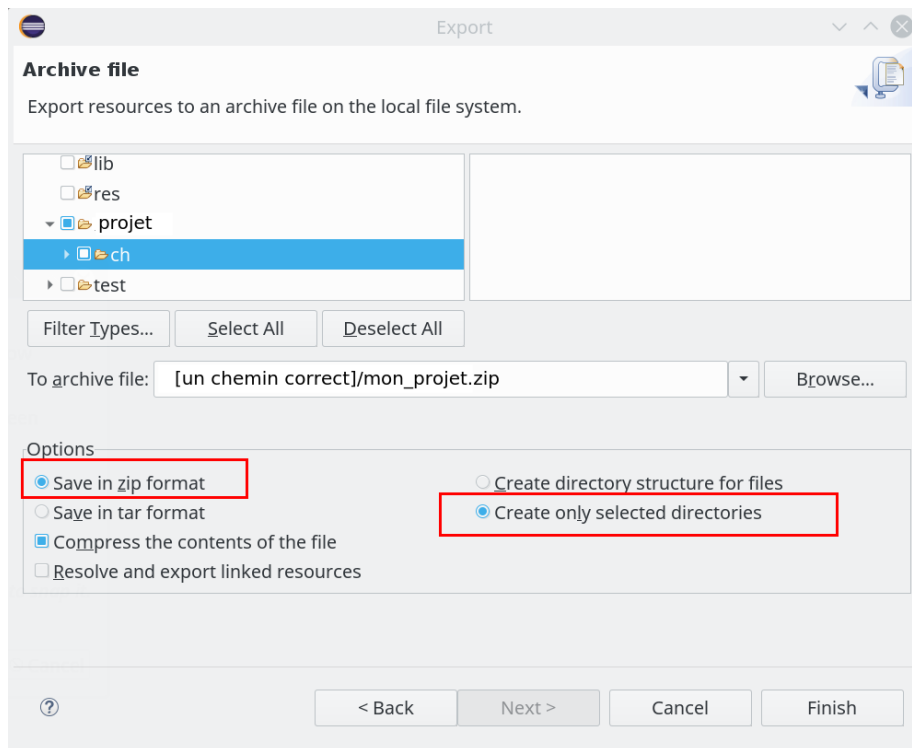 Export
Archive file
Export resources to an archive file on the local file system.
lib
res
projet
ch
test
Filter Types...
Select All
Deselect All
To archive file:
[un chemin correct]/mon_projet.zip
Browse...
Options
Save in zip format
Create directory structure for files
Save in tar format
Create only selected directories
Compress the contents of the file
Resolve and export linked resources
?
< Back
Next >
Cancel
Finish